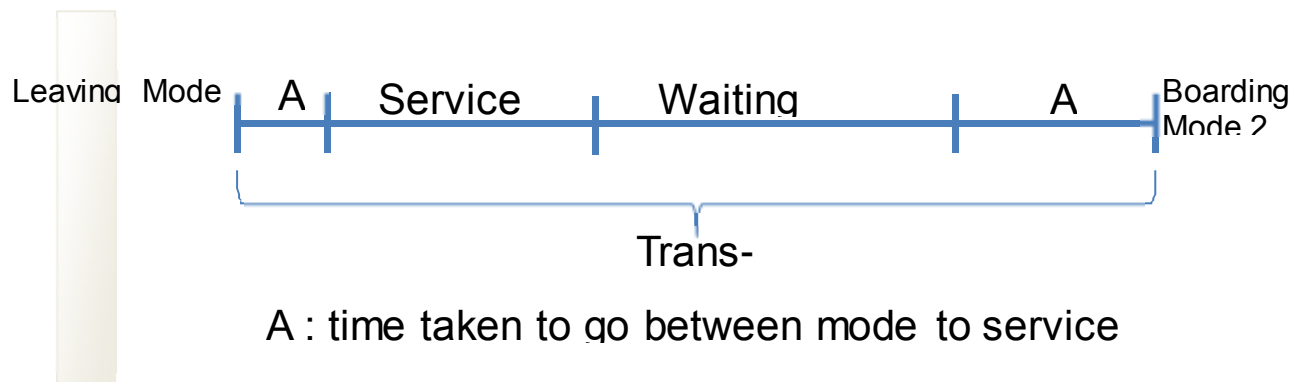 Leaving Mode
A
Service
Waiting
A
Boarding
Mode 2
Trans-
A : time taken to go between mode to service